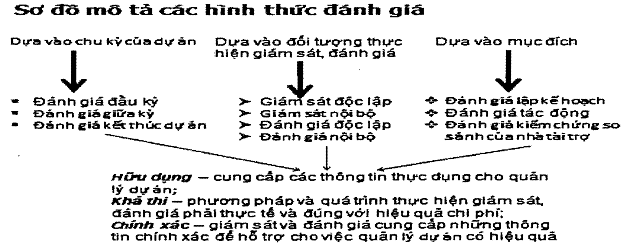 Sơ đồ mô tả các hình thức đánh giá
Dựa vào chu kỳ của dự án
Dựa vào đối tượng thực
hiện giám sát, đánh giá
Dựa vào mục đích
▪ Đánh giá đầu kỳ
▪ Đánh giá giữa kỳ
▪ Đánh giá kết thúc dự án
➢ Giám sát độc lập
➢ Giám sát nội bộ
➢ Đánh giá độc lập
➢ Đánh giá nội bộ
❖ Đánh giá lập kế hoạch
❖ Đánh giá tác động
❖ Đánh giá kiểm chứng so
sánh của nhà tài trợ
Hữu dụng – cung cấp các thông tin thực dụng cho quản
lý dự án;
Khả thi – phương pháp và quá trình thực hiện giám sát,
đánh giá phải thực tế và đúng với hiệu quả chi phí;
Chính xác – giám sát và đánh giá cung cấp những thông
tin chính xác để hỗ trợ cho việc quản lý dự án có hiệu quả